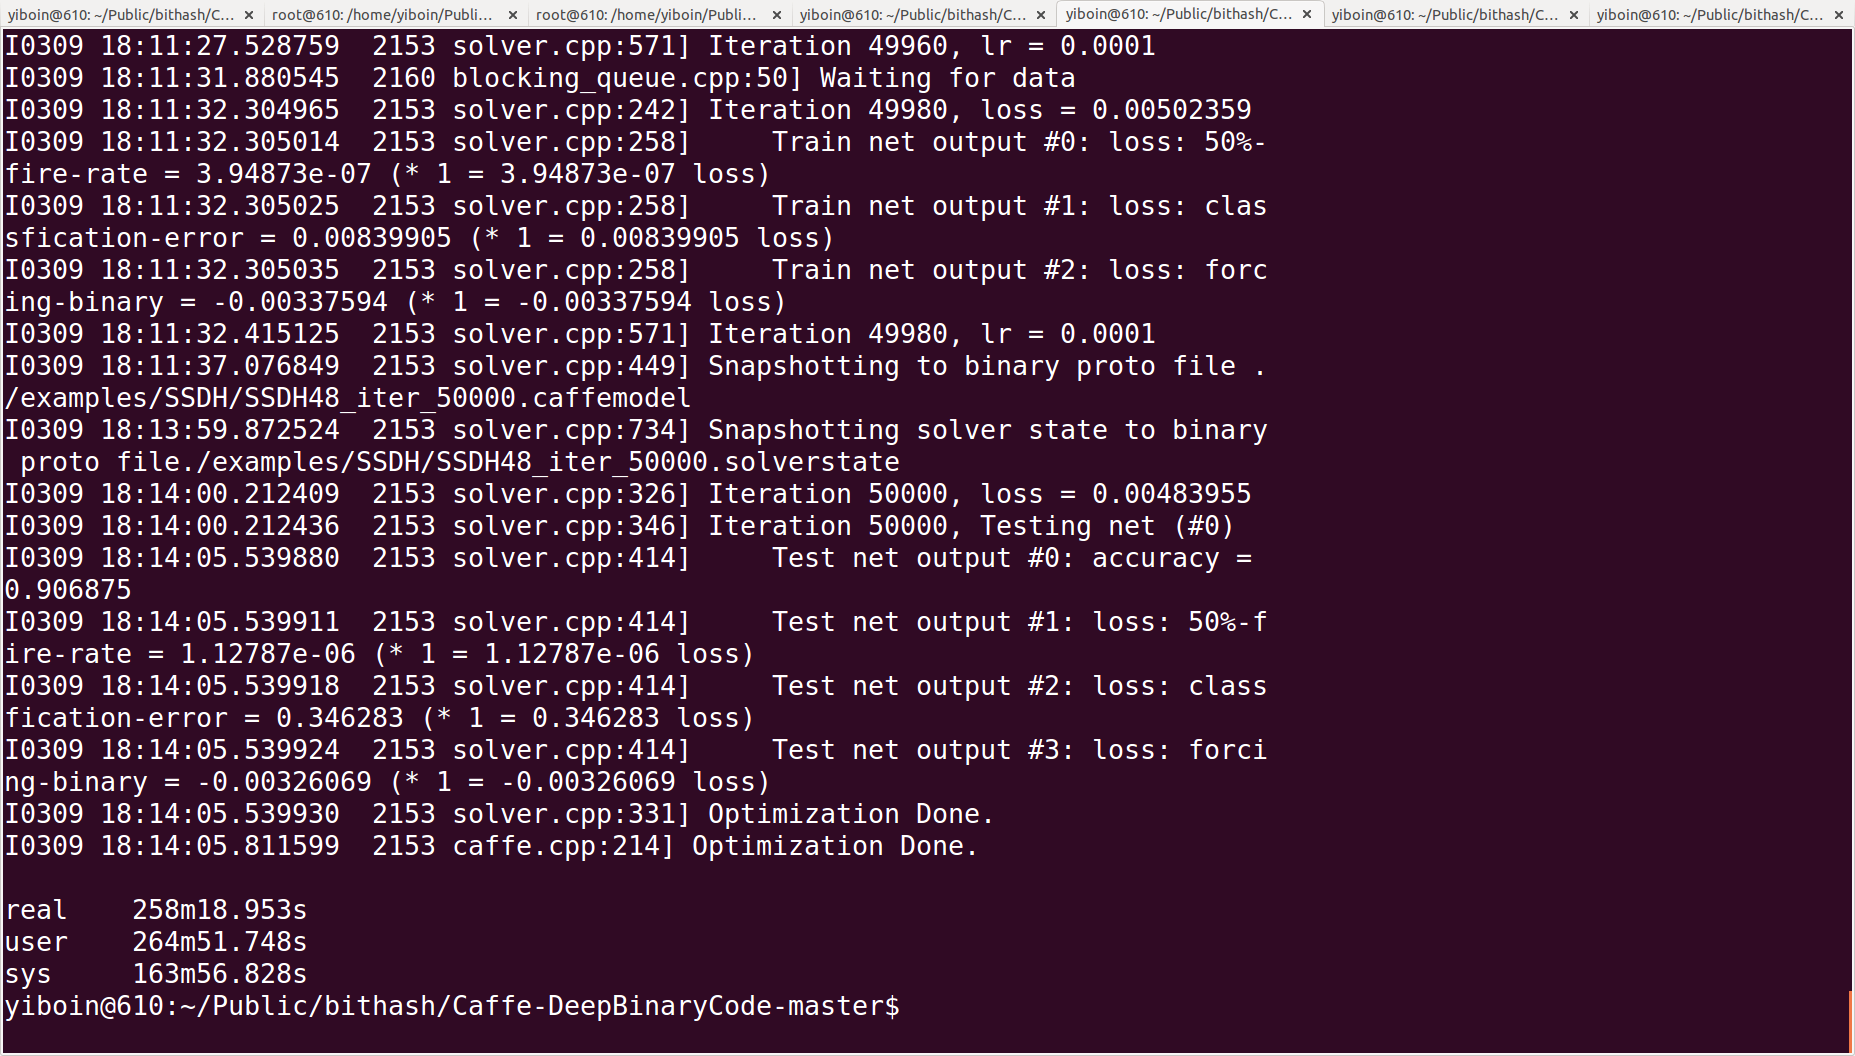 yiboin@610: ~/Public/bithash/C... × root@610: /home/yiboin/Publi... × root@610: /home/yiboin/Publi... × yiboin@610: ~/Public/bithash/C... × yiboin@610: ~/Public/bithash/C... × yiboin@610: ~/Public/bithash/C... × yiboin@610: ~/Public/bithash/C... ×
I0309 18:11:27.528759  2153 solver.cpp:571] Iteration 49960, lr = 0.0001
I0309 18:11:31.880545  2160 blocking_queue.cpp:50] Waiting for data
I0309 18:11:32.304965  2153 solver.cpp:242] Iteration 49980, loss = 0.00502359
I0309 18:11:32.305014  2153 solver.cpp:258]     Train net output #0: loss: 50%-
fire-rate = 3.94873e-07 (* 1 = 3.94873e-07 loss)
I0309 18:11:32.305025  2153 solver.cpp:258]     Train net output #1: loss: clas
sfication-error = 0.00839905 (* 1 = 0.00839905 loss)
I0309 18:11:32.305035  2153 solver.cpp:258]     Train net output #2: loss: forc
ing-binary = -0.00337594 (* 1 = -0.00337594 loss)
I0309 18:11:32.415125  2153 solver.cpp:571] Iteration 49980, lr = 0.0001
I0309 18:11:37.076849  2153 solver.cpp:449] Snapshotting to binary proto file .
/examples/SSDH/SSDH48_iter_50000.caffemodel
I0309 18:13:59.872524  2153 solver.cpp:734] Snapshotting solver state to binary
 proto file./examples/SSDH/SSDH48_iter_50000.solverstate
I0309 18:14:00.212409  2153 solver.cpp:326] Iteration 50000, loss = 0.00483955
I0309 18:14:00.212436  2153 solver.cpp:346] Iteration 50000, Testing net (#0)
I0309 18:14:05.539880  2153 solver.cpp:414]     Test net output #0: accuracy =
0.906875
I0309 18:14:05.539911  2153 solver.cpp:414]     Test net output #1: loss: 50%-f
ire-rate = 1.12787e-06 (* 1 = 1.12787e-06 loss)
I0309 18:14:05.539918  2153 solver.cpp:414]     Test net output #2: loss: class
fication-error = 0.346283 (* 1 = 0.346283 loss)
I0309 18:14:05.539924  2153 solver.cpp:414]     Test net output #3: loss: forci
ng-binary = -0.00326069 (* 1 = -0.00326069 loss)
I0309 18:14:05.539930  2153 solver.cpp:331] Optimization Done.
I0309 18:14:05.811599  2153 caffe.cpp:214] Optimization Done.
real    258m18.953s
user    264m51.748s
sys     163m56.828s
yiboin@610:~/Public/bithash/Caffe-DeepBinaryCode-master$